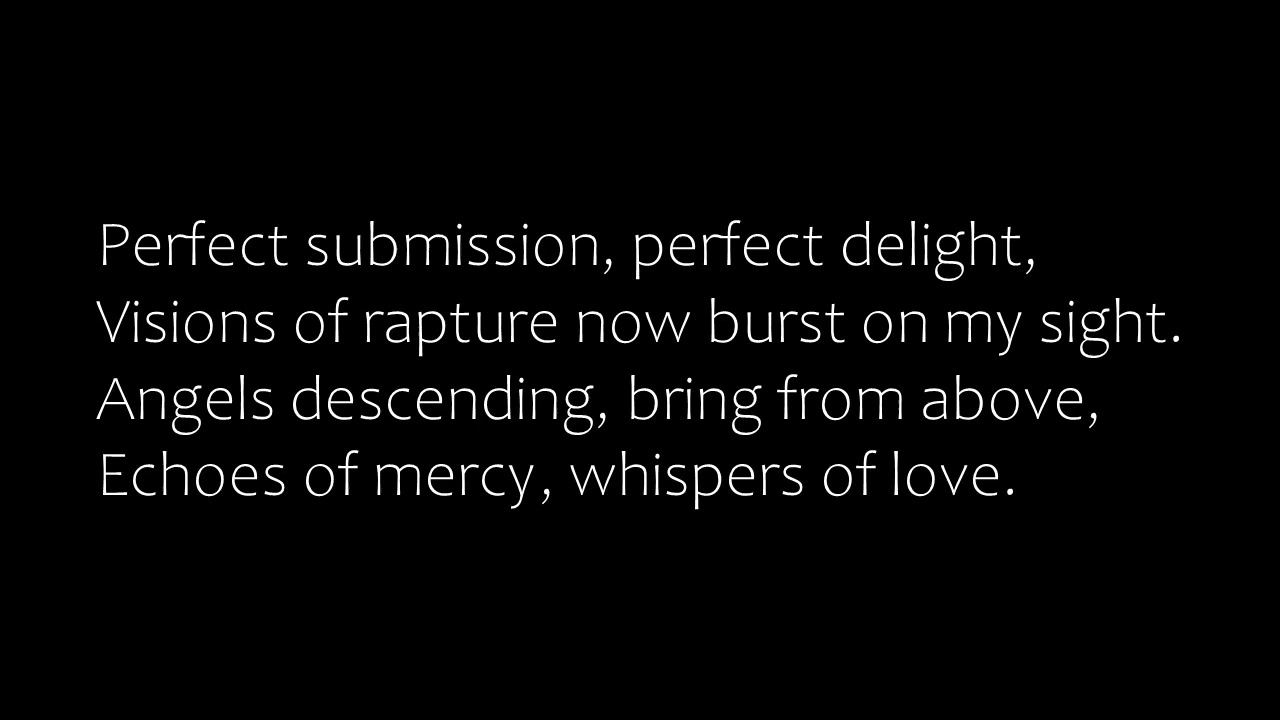 Perfect submission, perfect delight,
Visions of rapture now burst on my sight.
Angels descending, bring from above,
Echoes of mercy, whispers of love.